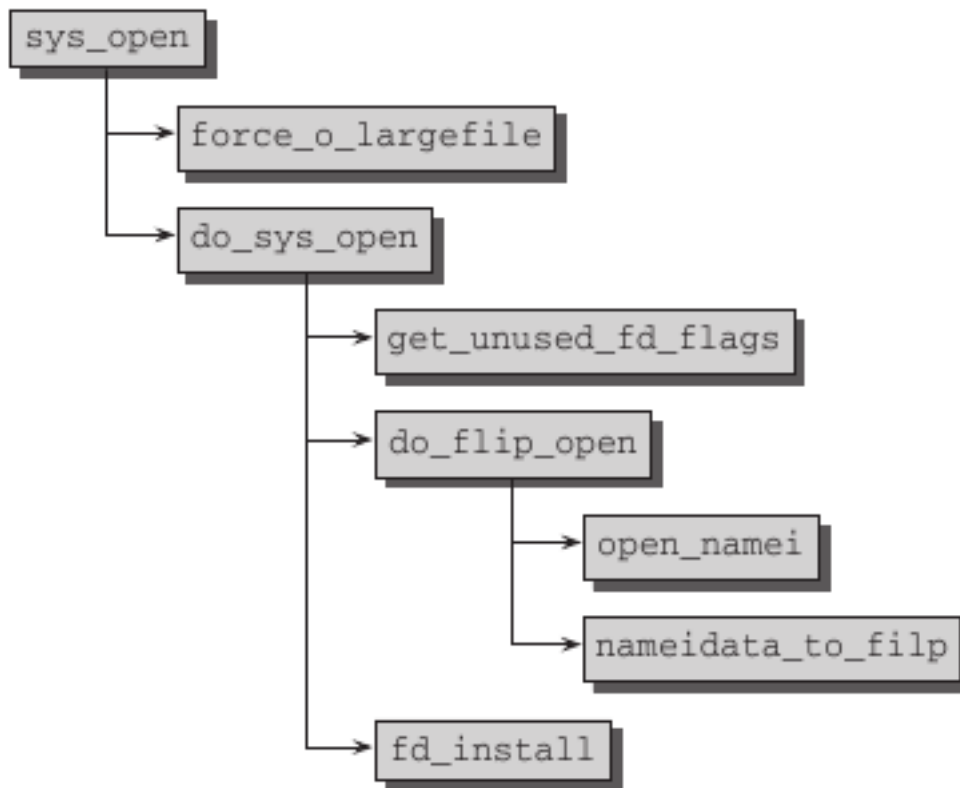 sys_open
force_o_largefile
do_sys_open
get_unused_fd_flags
do_flip_open
open_namei
nameidata_to_filp
fd_install